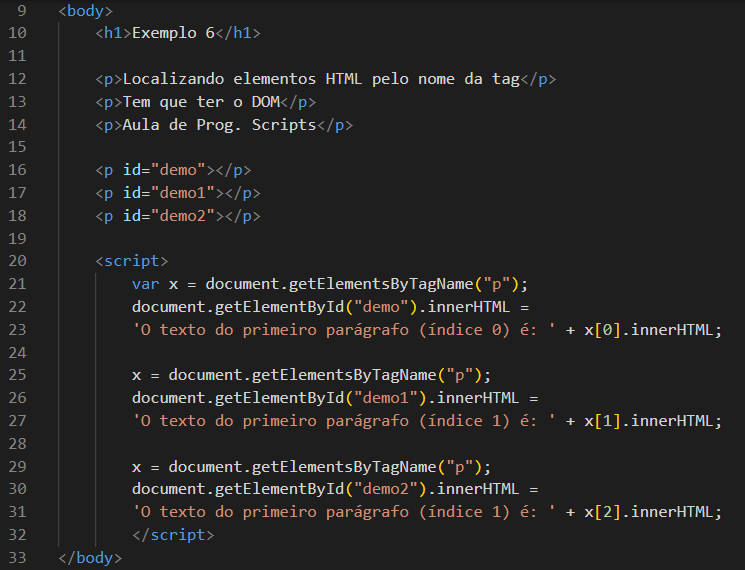 9 <body>
10 <h1>Exemplo 6</h1>
11
12 <p>Localizando elementos HTML pelo nome da tag</p>
13 <p>Tem que ter o DOM</p>
14 <p>Aula de Prog. Scripts</p>
15
16 <p id="demo"></p>
17 <p id="demo1"></p>
18 <p id="demo2"></p>
19
20 <script>
21 var x = document.getElementsByTagName("p");
22 document.getElementById("demo").innerHTML =
23 'O texto do primeiro parágrafo (índice 0) é: ' + x[0].innerHTML;
24
25 x = document.getElementsByTagName("p");
26 document.getElementById("demo1").innerHTML =
27 'O texto do primeiro parágrafo (índice 1) é: ' + x[1].innerHTML;
28
29 x = document.getElementsByTagName("p");
30 document.getElementById("demo2").innerHTML =
31 'O texto do primeiro parágrafo (índice 1) é: ' + x[2].innerHTML;
32 </script>
33 </body>